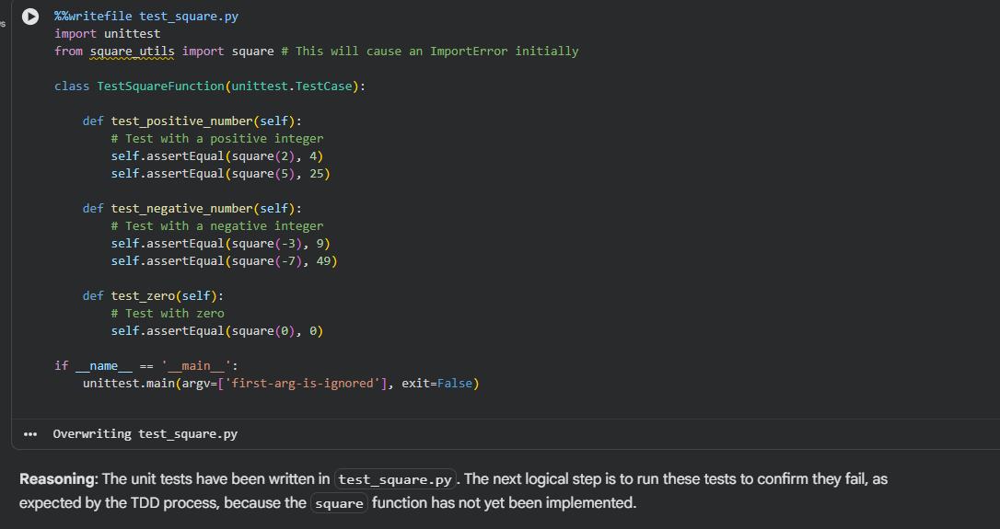 %%writefile test_square.py
import unittest
from square_utils import square # This will cause an ImportError initially

class TestSquareFunction(unittest.TestCase):

    def test_positive_number(self):
        # Test with a positive integer
        self.assertEqual(square(2), 4)
        self.assertEqual(square(5), 25)

    def test_negative_number(self):
        # Test with a negative integer
        self.assertEqual(square(-3), 9)
        self.assertEqual(square(-7), 49)

    def test_zero(self):
        # Test with zero
        self.assertEqual(square(0), 0)

if __name__ == '__main__':
    unittest.main(argv=['first-arg-is-ignored'], exit=False)

Overwriting test_square.py
Reasoning: The unit tests have been written in test_square.py. The next logical step is to run these tests to confirm they fail, as
expected by the TDD process, because the square function has not yet been implemented.